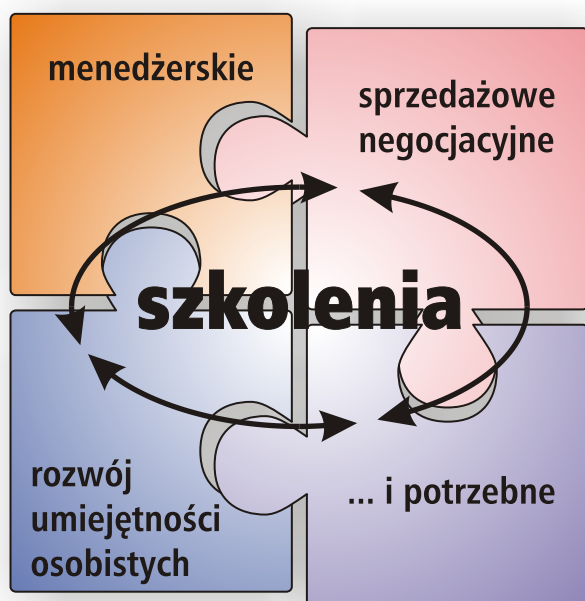 menedżerskie
sprzedażowe
negocjacyjne
szkolenia
rozwój
umiejętności
osobistych
... i potrzebne